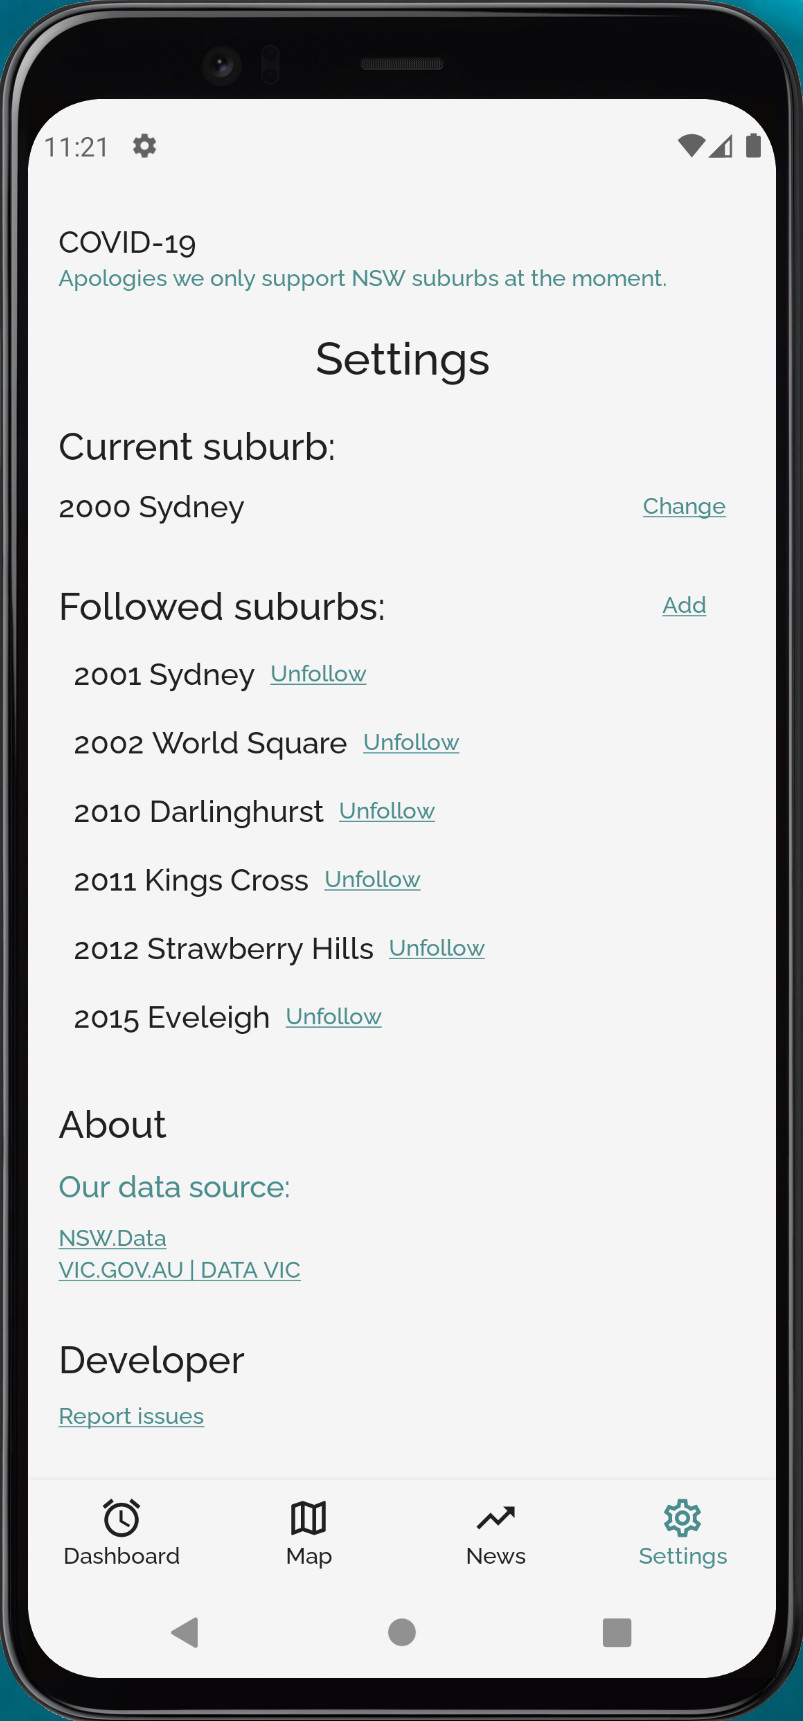 11:21
COVID-19
Apologies we only support NSW suburbs at the moment.
Settings
Current suburb:
2000 Sydney Change
Followed suburbs: Add
2001 Sydney Unfollow
2002 World Square Unfollow
2010 Darlinghurst Unfollow
2011 Kings Cross Unfollow
2012 Strawberry Hills Unfollow
2015 Eveleigh Unfollow
About
Our data source:
NSW.Data
VIC.GOV.AU | DATA VIC
Developer
Report issues
Dashboard Map News Settings